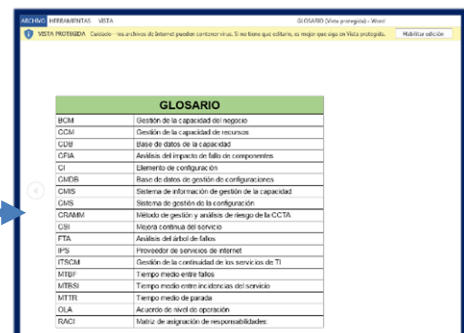 ARCHIVO HERRAMIENTAS VISTA GLOSARIO (Vista protegida) - Word
VISTA PROTEGIDA Cuidado—los archivos de Internet pueden contener virus. Si no tiene que editarlo, es mejor que siga en Vista protegida. Habilitar edición
GLOSARIO
BCM Gestión de la capacidad del negocio
CCM Gestión de la capacidad de recursos
CDB Base de datos de la capacidad
CFIA Análisis del impacto de fallo de componentes
CI Elemento de configuración
CMDB Base de datos de gestión de configuraciones
CMIS Sistema de información de gestión de la capacidad
CMS Sistema de gestión de la configuración
CRAMM Método de gestión y análisis de riesgo de la CCTA
CSI Mejora continua del servicio
FTA Análisis del árbol de fallos
IPS Proveedor de servicios de internet
ITSCM Gestión de la continuidad de los servicios de TI
MTBF Tiempo medio entre fallos
MTBSI Tiempo medio entre incidencias del servicio
MTTR Tiempo medio de parada
OLA Acuerdo de nivel de operación
RACI Matriz de asignación de responsabilidades: